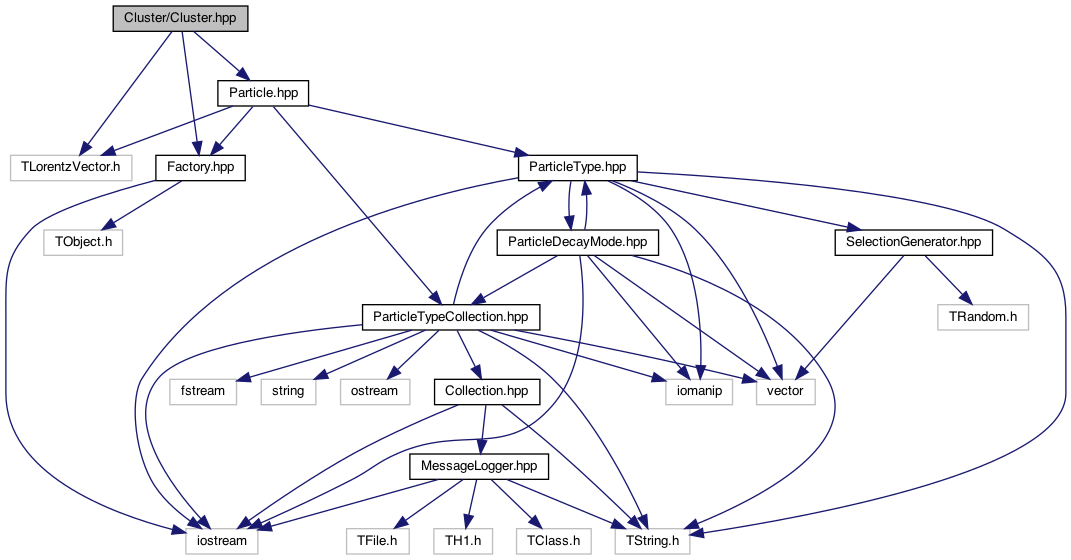 Cluster/Cluster.hpp
Particle.hpp
TLorentzVector.h
Factory.hpp
ParticleType.hpp
TObject.h
ParticleDecayMode.hpp
SelectionGenerator.hpp
ParticleTypeCollection.hpp
TRandom.h
fstream
string
ostream
Collection.hpp
iomanip
vector
MessageLogger.hpp
iostream
TFile.h
TH1.h
TClass.h
TString.h